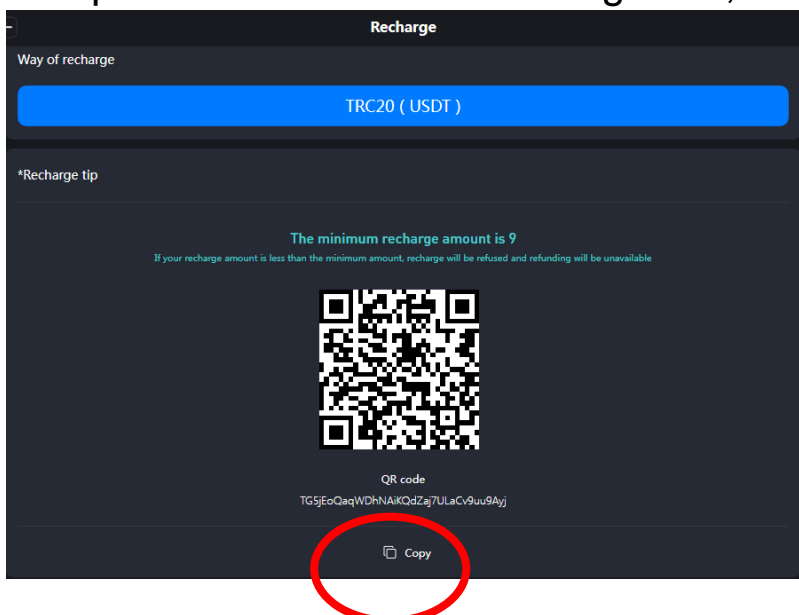 Recharge
Way of recharge
TRC20 ( USDT )
*Recharge tip
The minimum recharge amount is 9
If your recharge amount is less than the minimum amount, recharge will be refused and refunding will be unavailable
QR code
TG5jEoQaqWDhNAiKQdZaj7ULaCv9uu9Ayj
Copy